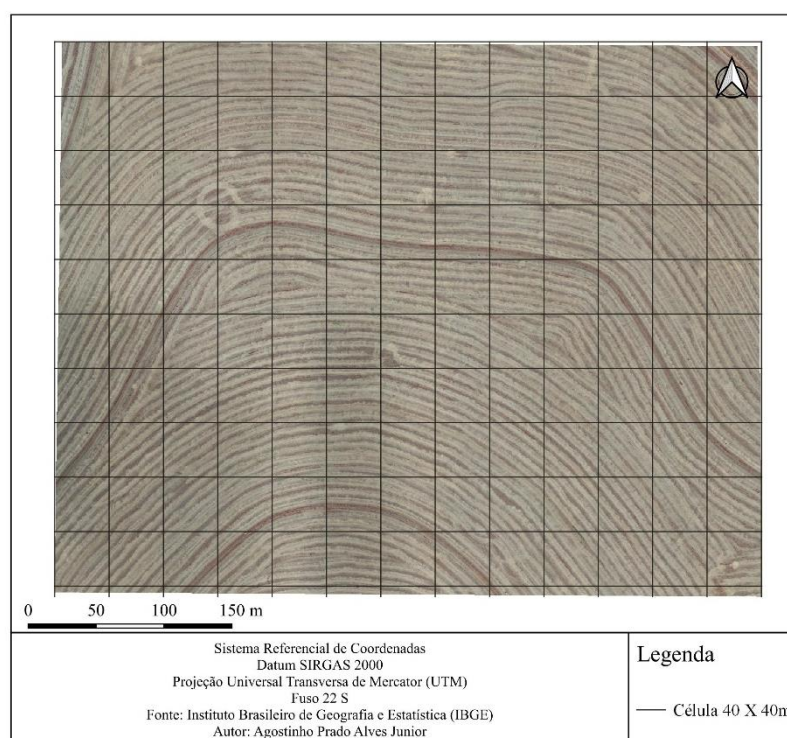 0 50 100 150 m
Sistema Referencial de Coordenadas
Datum SIRGAS 2000
Projeção Universal Transversa de Mercator (UTM)
Fuso 22 S
Fonte: Instituto Brasileiro de Geografia e Estatística (IBGE)
Autor: Agostinho Prado Alves Junior
Legenda
Célula 40 X 40m